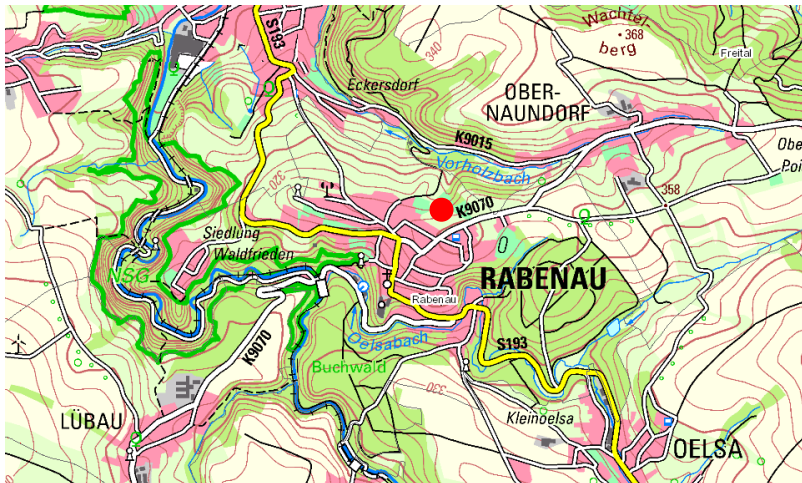 Wachtel
berg
368
Freital
S193
340
Eckersdorf
OBER-
NAUNDORF
K9015
Vorholzbach
Obe
Poi
358
320
K9070
Siedlung
Waldfrieden
NSG
RABENAU
Rabenau
Oelsabach
K9070
S193
Buchwald
330
LÜBAU
Kleinoelsa
OELSA